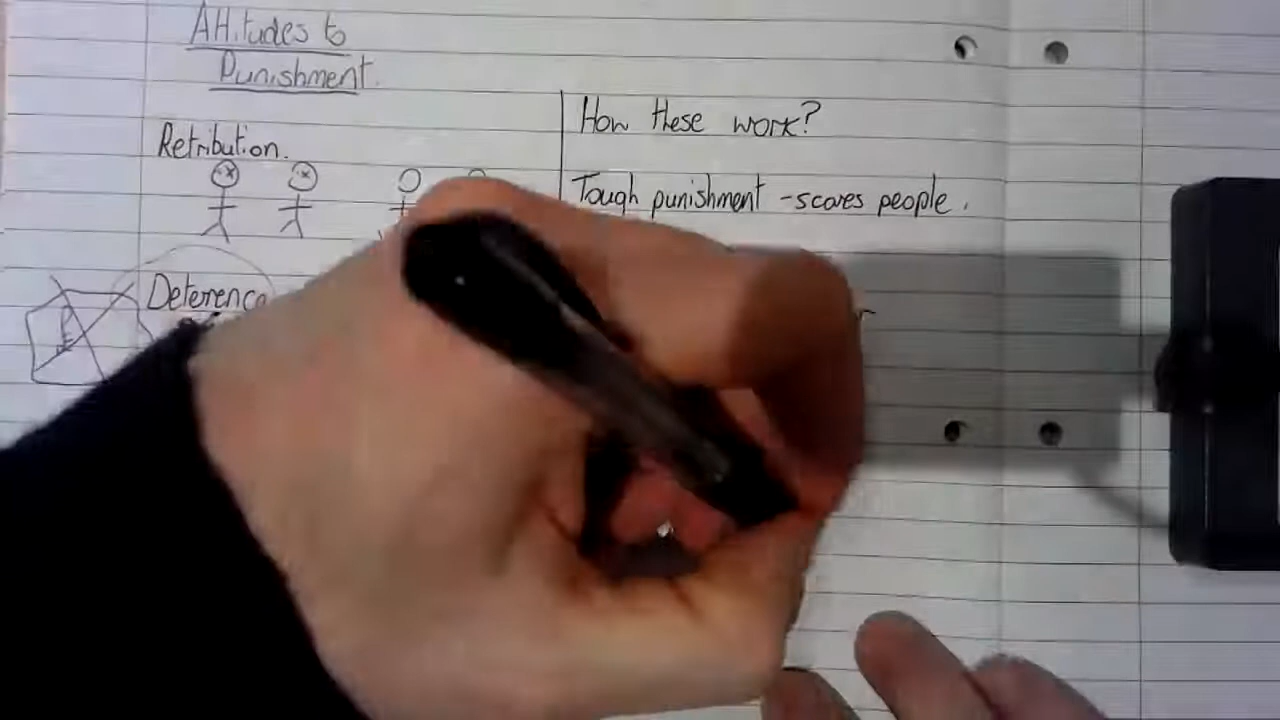 Attitudes to
Punishment.
Retribution.
How these work?
Tough punishment - scares people.